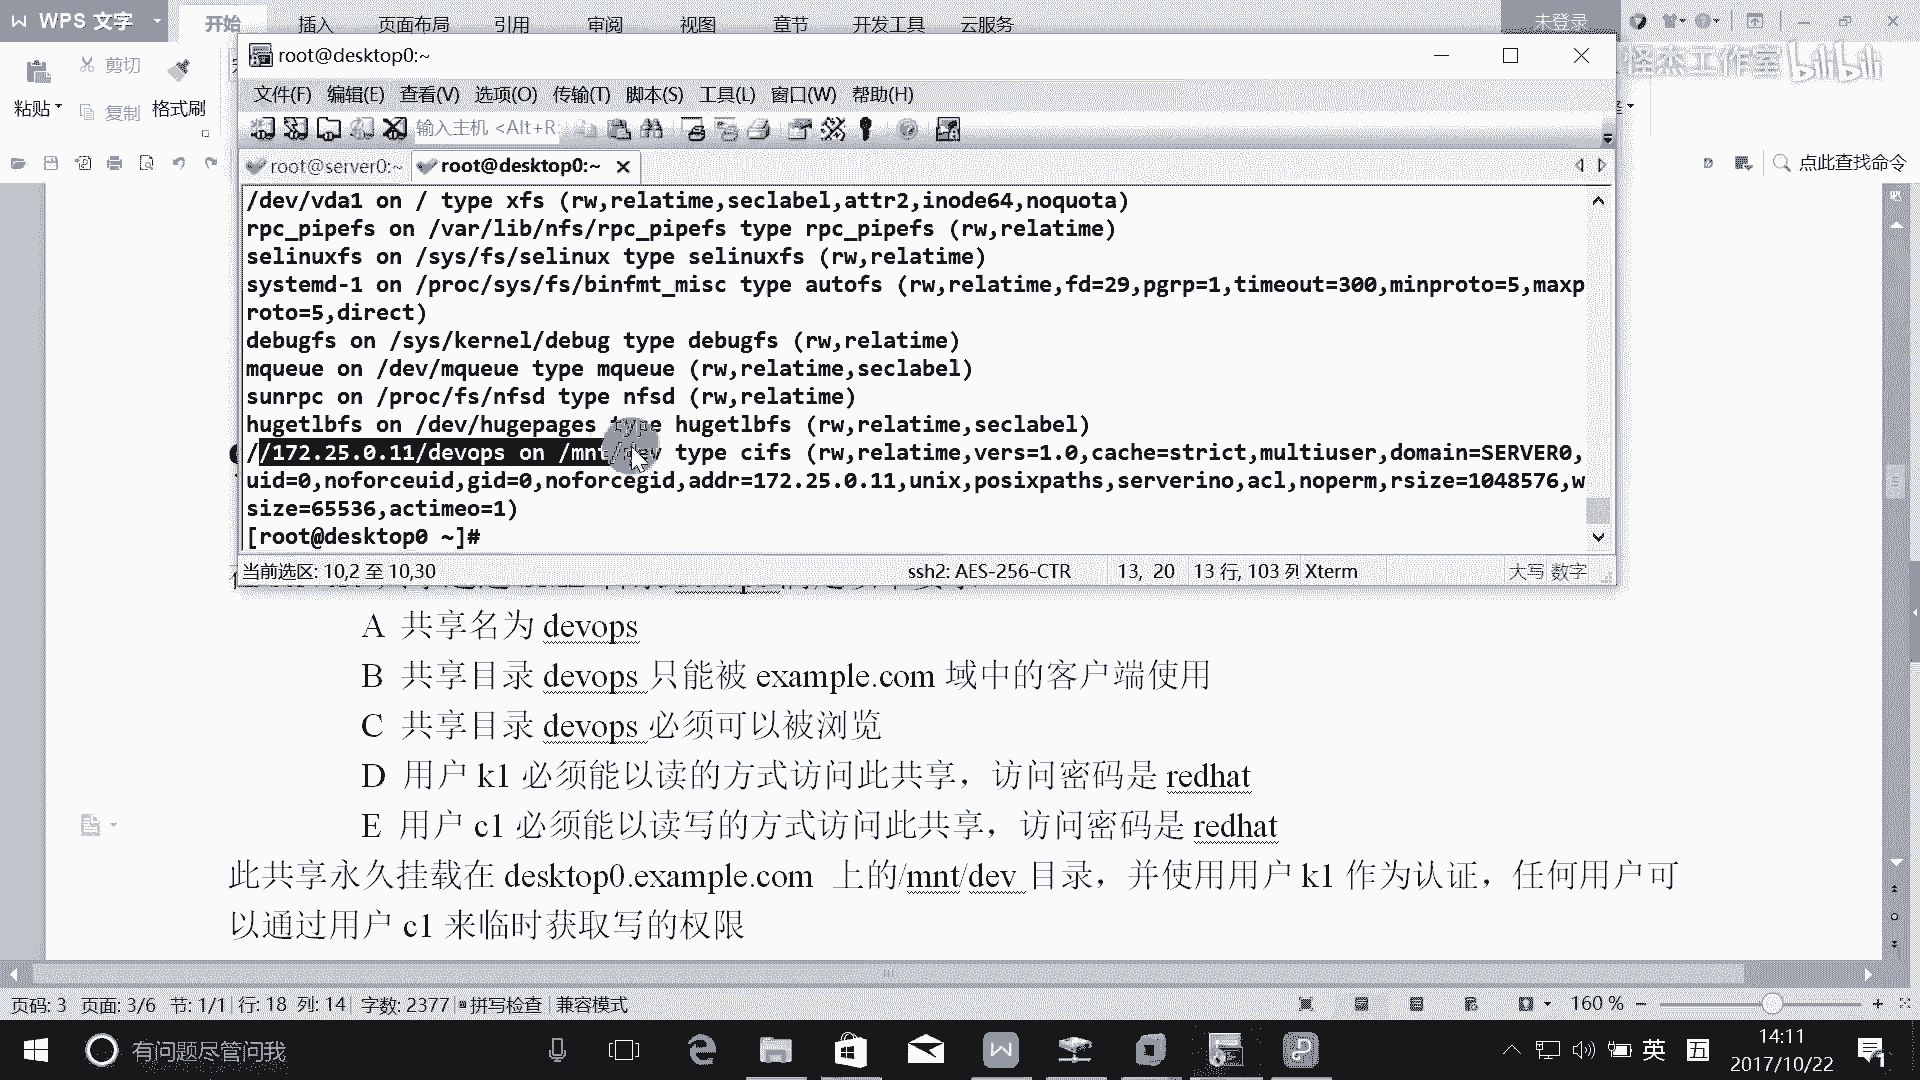 WPS 文字
开始
插入
页面布局
引用
审阅
视图
章节
开发工具
云服务
未登录
怪杰工作室 bilibili
剪切
粘贴
复制
格式刷
点此查找命令
root@desktop0:~
文件(F) 编辑(E) 查看(V) 选项(O) 传输(T) 脚本(S) 工具(L) 窗口(W) 帮助(H)
输入主机 <Alt+R
root@server0:~
root@desktop0:~
/dev/vda1 on / type xfs (rw,relatime,seclabel,attr2,inode64,noquota)
rpc_pipefs on /var/lib/nfs/rpc_pipefs type rpc_pipefs (rw,relatime)
selinuxfs on /sys/fs/selinux type selinuxfs (rw,relatime)
systemd-1 on /proc/sys/fs/binfmt_misc type autofs (rw,relatime,fd=29,pgrp=1,timeout=300,minproto=5,maxp
roto=5,direct)
debugfs on /sys/kernel/debug type debugfs (rw,relatime)
mqueue on /dev/mqueue type mqueue (rw,relatime,seclabel)
sunrpc on /proc/fs/nfsd type nfsd (rw,relatime)
hugetlbfs on /dev/hugepages type hugetlbfs (rw,relatime,seclabel)
//172.25.0.11/devops on /mnt/dev type cifs (rw,relatime,vers=1.0,cache=strict,multiuser,domain=SERVER0,
uid=0,noforceuid,gid=0,noforcegid,addr=172.25.0.11,unix,posixpaths,serverino,acl,noperm,rsize=1048576,w
size=65536,actimeo=1)
[root@desktop0 ~]#
当前选区: 10,2 至 10,30
ssh2: AES-256-CTR
13, 20
13 行, 103 列
Xterm
大写 数字
A 共享名为 devops
B 共享目录 devops 只能被 example.com 域中的客户端使用
C 共享目录 devops 必须可以被浏览
D 用户 k1 必须能以读的方式访问此共享，访问密码是 redhat
E 用户 c1 必须能以读写的方式访问此共享，访问密码是 redhat
此共享永久挂载在 desktop0.example.com 上的/mnt/dev 目录，并使用用户 k1 作为认证，任何用户可
以通过用户 c1 来临时获取写的权限
页码: 3 页面: 3/6 节: 1/1 行: 18 列: 14 字数: 2377 拼写检查 兼容模式
160 %
有问题尽管问我
英
五
14:11
2017/10/22
1